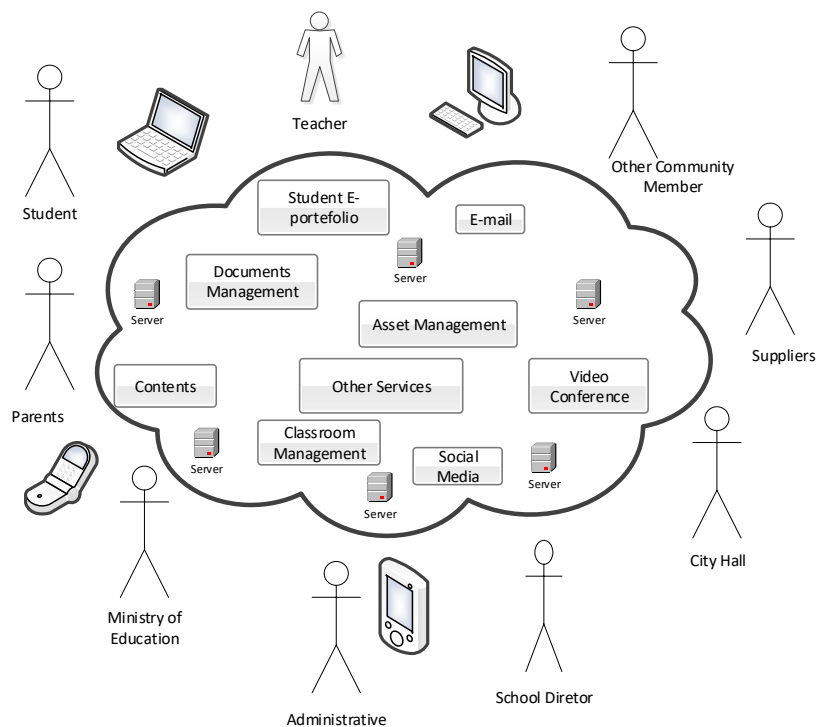 Teacher
Other Community
Member
Student
Student E-
portefolio
E-mail
Documents
Management
Server
Server
Server
Asset Management
Suppliers
Contents
Other Services
Video
Conference
Parents
Classroom
Management
Server
Social
Media
Server
Server
City Hall
Ministry of
Education
School Diretor
Administrative